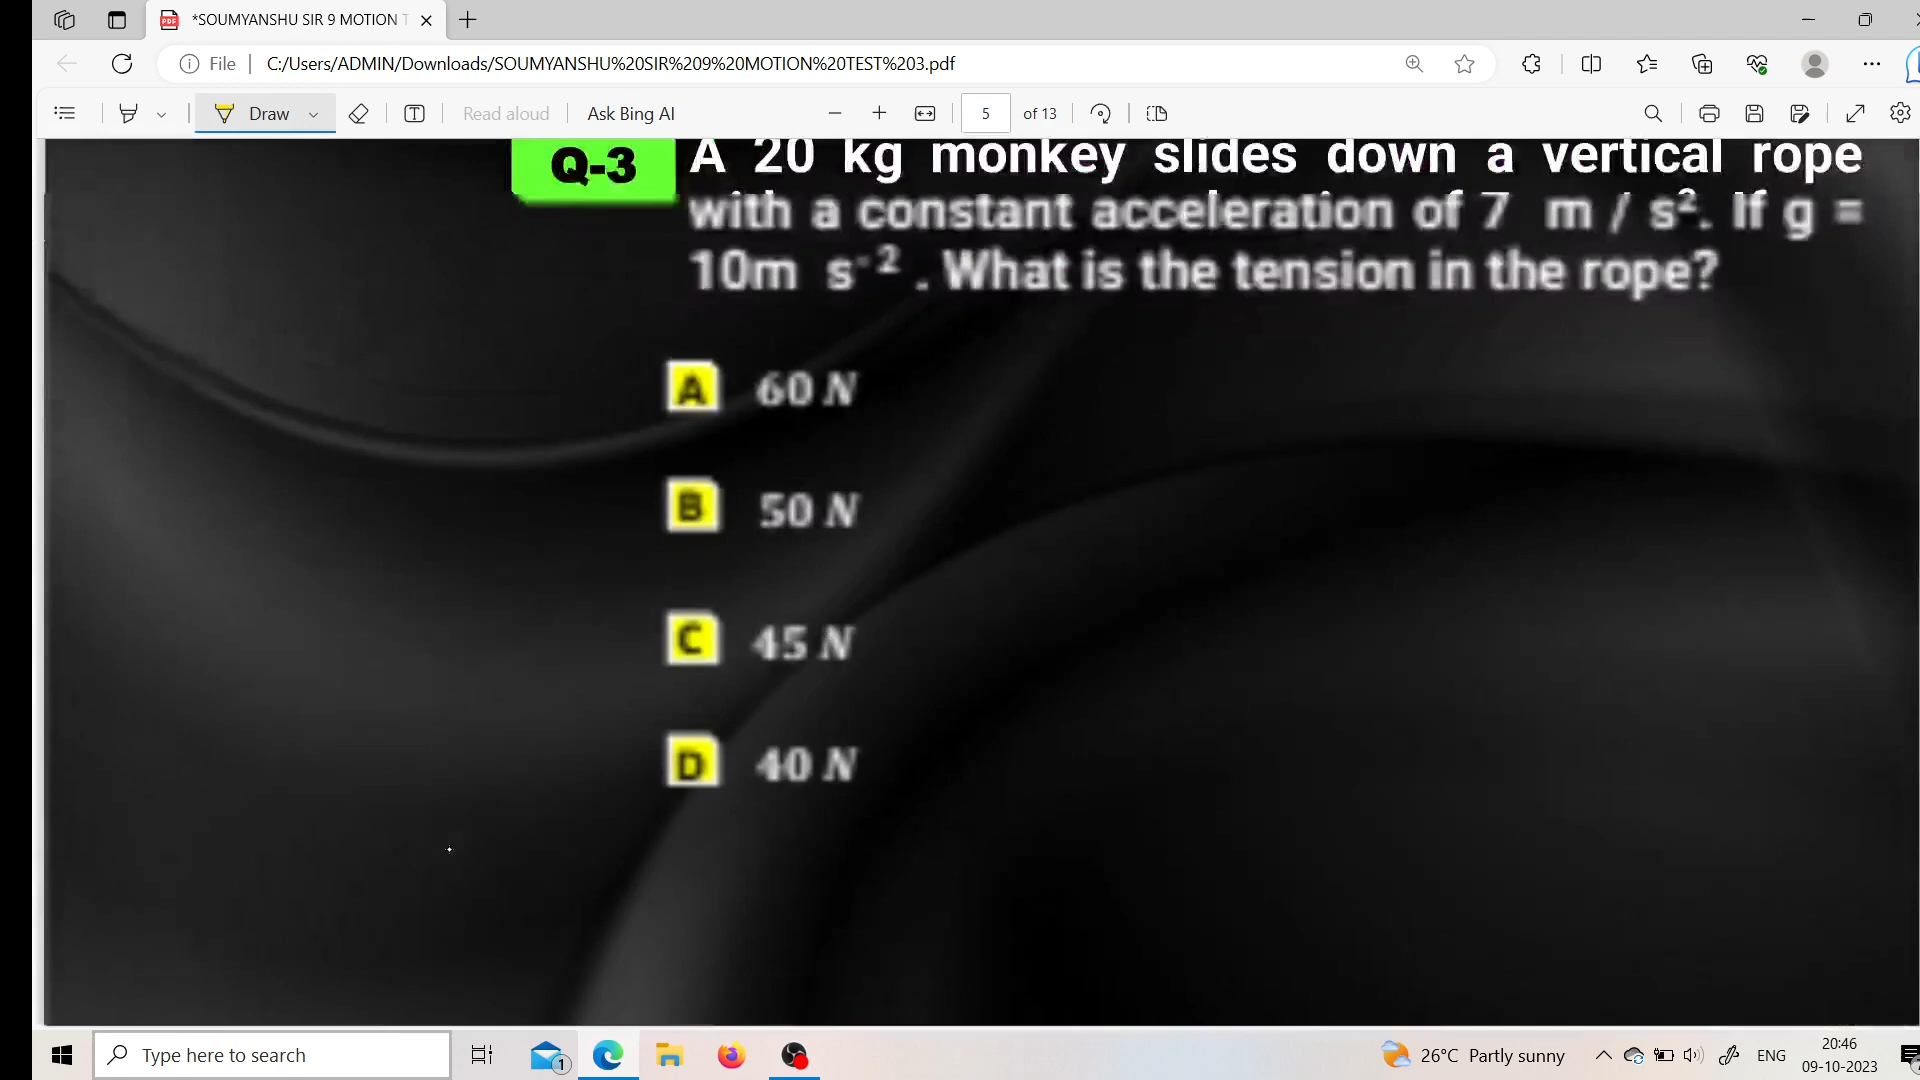 *SOUMYANSHU SIR 9 MOTION T
File
C:/Users/ADMIN/Downloads/SOUMYANSHU%20SIR%209%20MOTION%20TEST%203.pdf
Draw
Read aloud
Ask Bing AI
5
of 13
Q-3
A 20 kg monkey slides down a vertical rope
with a constant acceleration of 7 m / s². If g =
10m s⁻² . What is the tension in the rope?
A 60 N
B 50 N
C 45 N
D 40 N
Type here to search
1
26°C Partly sunny
ENG
20:46
09-10-2023